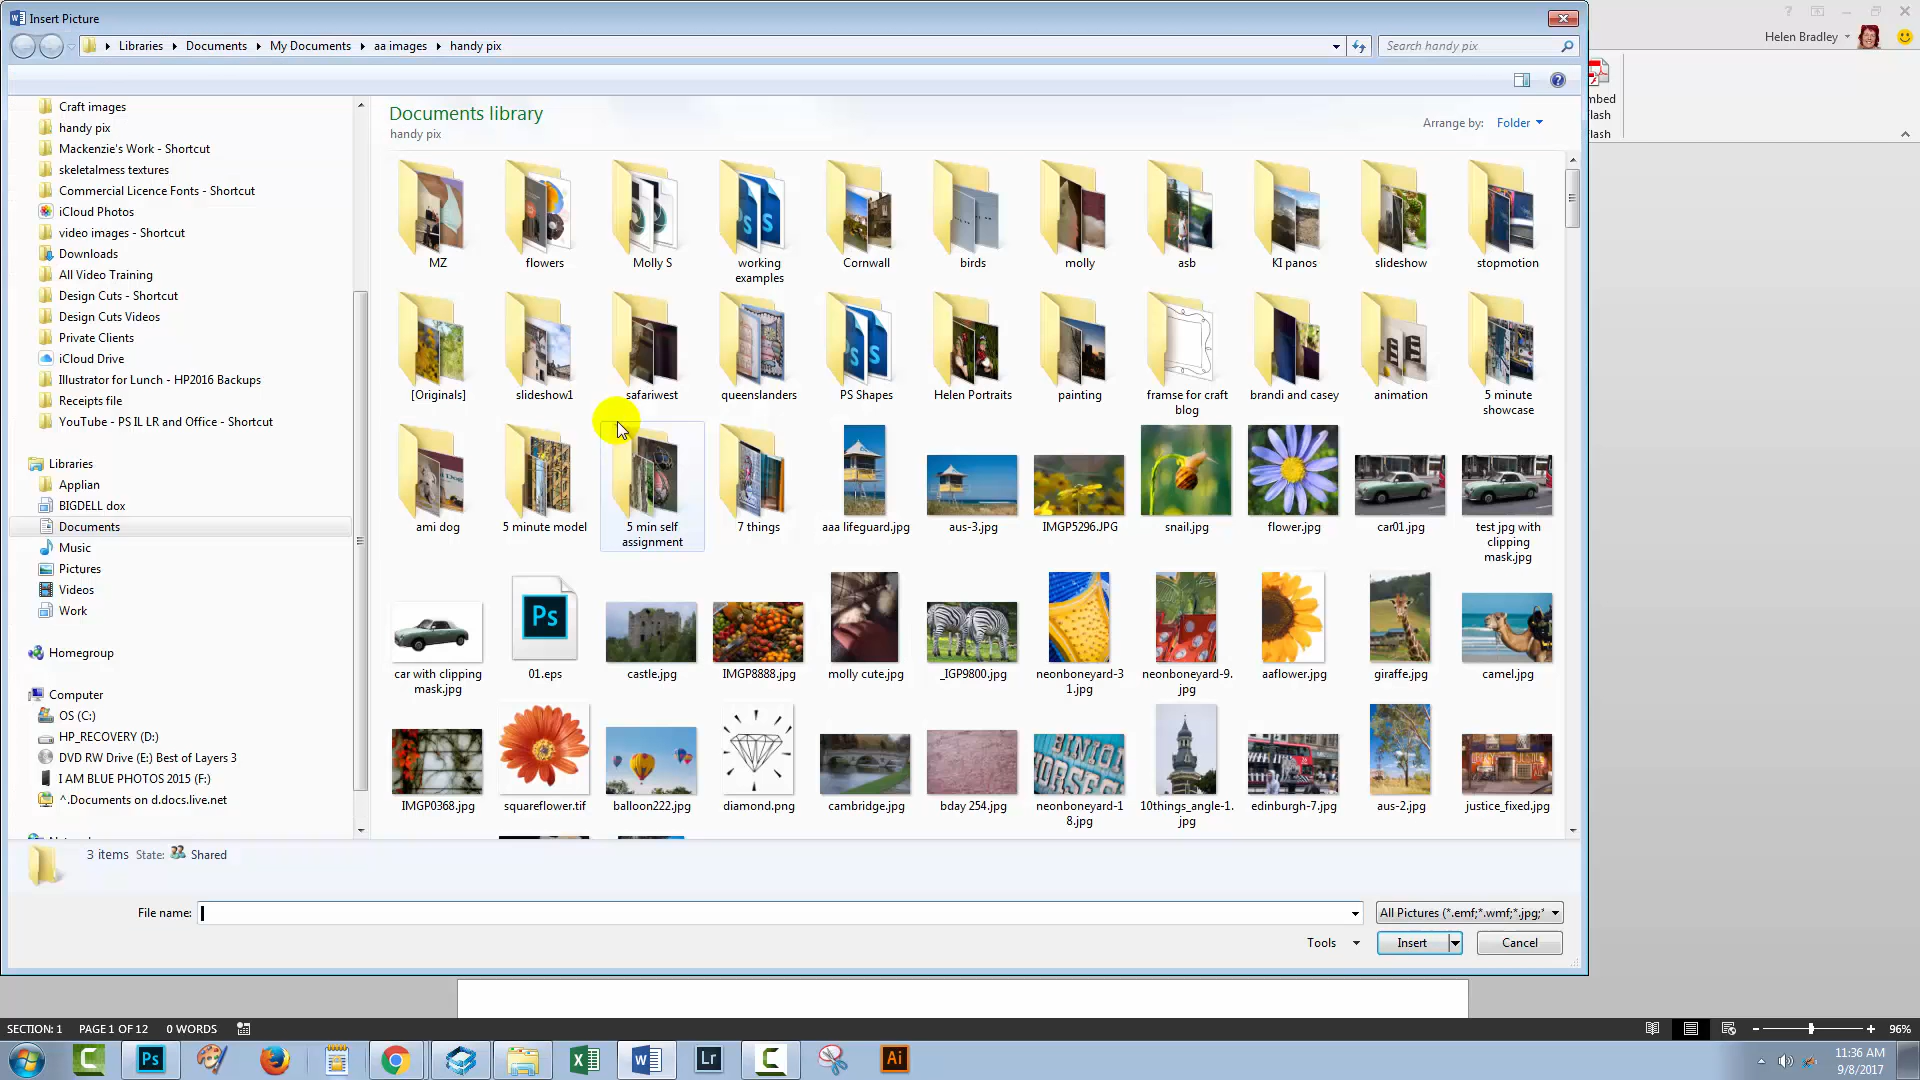 Insert Picture
Helen Bradley
Libraries
Documents
My Documents
aa images
handy pix
Search handy pix
mbed
lash
Flash
Craft images
handy pix
Mackenzie's Work - Shortcut
skeletalmess textures
Commercial Licence Fonts - Shortcut
iCloud Photos
video images - Shortcut
Downloads
All Video Training
Design Cuts - Shortcut
Design Cuts Videos
Private Clients
iCloud Drive
Illustrator for Lunch - HP2016 Backups
Receipts file
YouTube - PS IL LR and Office - Shortcut
Libraries
Applian
BIGDELL dox
Documents
Music
Pictures
Videos
Work
Homegroup
Computer
OS (C:)
HP_RECOVERY (D:)
DVD RW Drive (E:) Best of Layers 3
I AM BLUE PHOTOS 2015 (F:)
^.Documents on d.docs.live.net
Documents library
handy pix
Arrange by: Folder
MZ
flowers
Molly S
working
examples
Cornwall
birds
molly
asb
KI panos
slideshow
stopmotion
[Originals]
slideshow1
safariwest
queenslanders
PS Shapes
Helen Portraits
painting
framse for craft
blog
brandi and casey
animation
5 minute
showcase
ami dog
5 minute model
5 min self
assignment
7 things
aaa lifeguard.jpg
aus-3.jpg
IMGP5296.JPG
snail.jpg
flower.jpg
car01.jpg
test jpg with
clipping
mask.jpg
car with clipping
mask.jpg
Ps
01.eps
castle.jpg
IMGP8888.jpg
molly cute.jpg
_IGP9800.jpg
neonboneyard-3
1.jpg
neonboneyard-9.
jpg
aaflower.jpg
giraffe.jpg
camel.jpg
IMGP0368.jpg
squareflower.tif
balloon222.jpg
diamond.png
cambridge.jpg
bday 254.jpg
neonboneyard-1
8.jpg
10things_angle-1.
jpg
edinburgh-7.jpg
aus-2.jpg
justice_fixed.jpg
3 items State: Shared
File name:
All Pictures (*.emf;*.wmf;*.jpg;*
Tools
Insert
Cancel
SECTION: 1 PAGE 1 OF 12 0 WORDS
96%
Ps
Lr
Ai
11:36 AM
9/8/2017